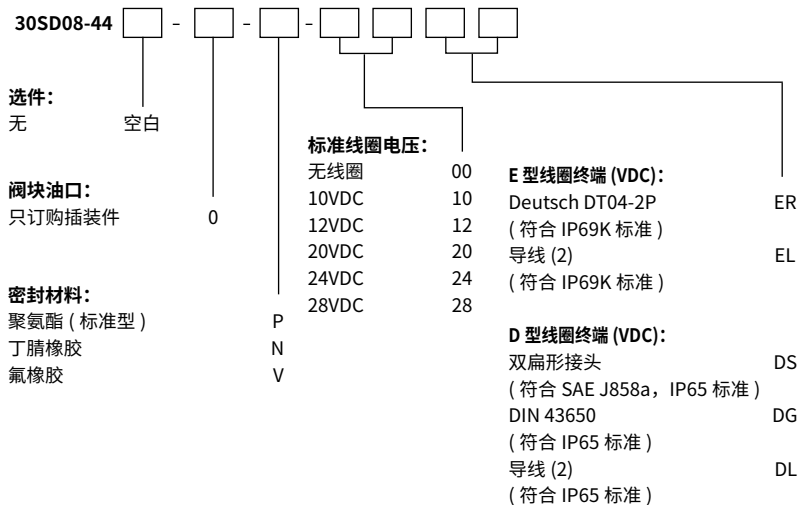 30SD08-44 - - -
选件：
无 空白
阀块油口：
只订购插装件 0
密封材料：
聚氨酯 ( 标准型 ) P
丁腈橡胶 N
氟橡胶 V
标准线圈电压：
无线圈 00
10VDC 10
12VDC 12
20VDC 20
24VDC 24
28VDC 28
E 型线圈终端 (VDC)：
Deutsch DT04-2P ER
( 符合 IP69K 标准 )
导线 (2) EL
( 符合 IP69K 标准 )
D 型线圈终端 (VDC)：
双扁形接头 DS
( 符合 SAE J858a，IP65 标准 )
DIN 43650 DG
( 符合 IP65 标准 )
导线 (2) DL
( 符合 IP65 标准 )